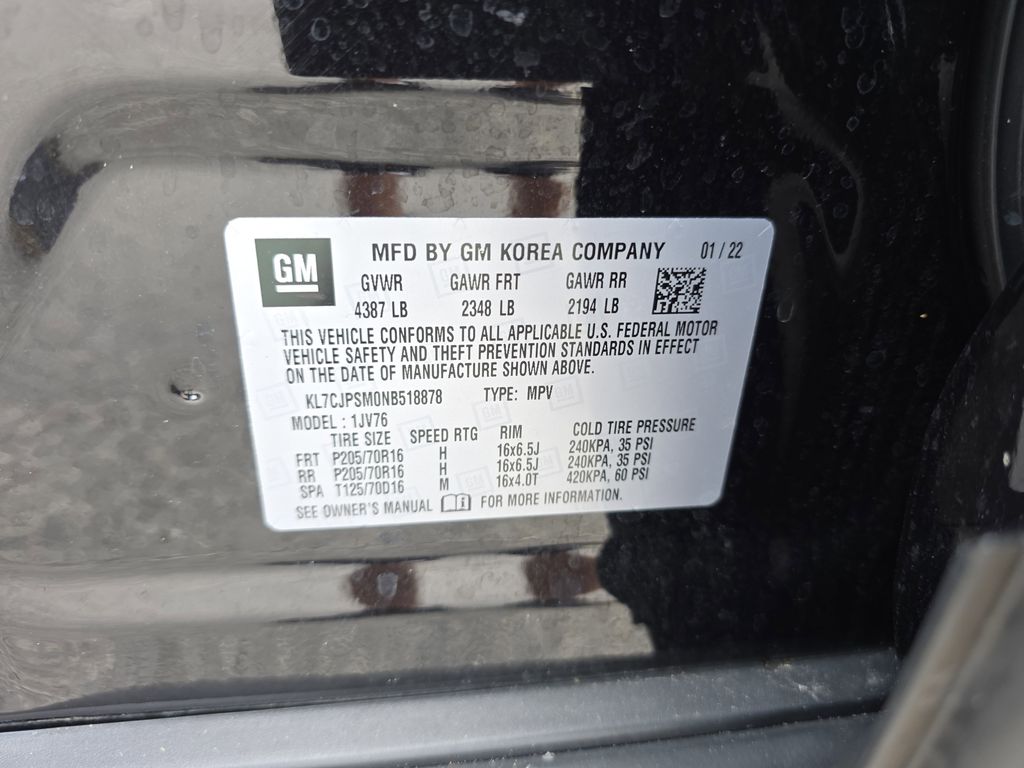 GM
MFD BY GM KOREA COMPANY 01 / 22
GVWR GAWR FRT GAWR RR
4387 LB 2348 LB 2194 LB
THIS VEHICLE CONFORMS TO ALL APPLICABLE U.S. FEDERAL MOTOR
VEHICLE SAFETY AND THEFT PREVENTION STANDARDS IN EFFECT
ON THE DATE OF MANUFACTURE SHOWN ABOVE.
KL7CJPSM0NB518878 TYPE: MPV
MODEL : 1JV76
TIRE SIZE SPEED RTG RIM COLD TIRE PRESSURE
FRT P205/70R16 H 16x6.5J 240KPA, 35 PSI
RR P205/70R16 H 16x6.5J 240KPA, 35 PSI
SPA T125/70D16 M 16x4.0T 420KPA, 60 PSI
SEE OWNER'S MANUAL FOR MORE INFORMATION.